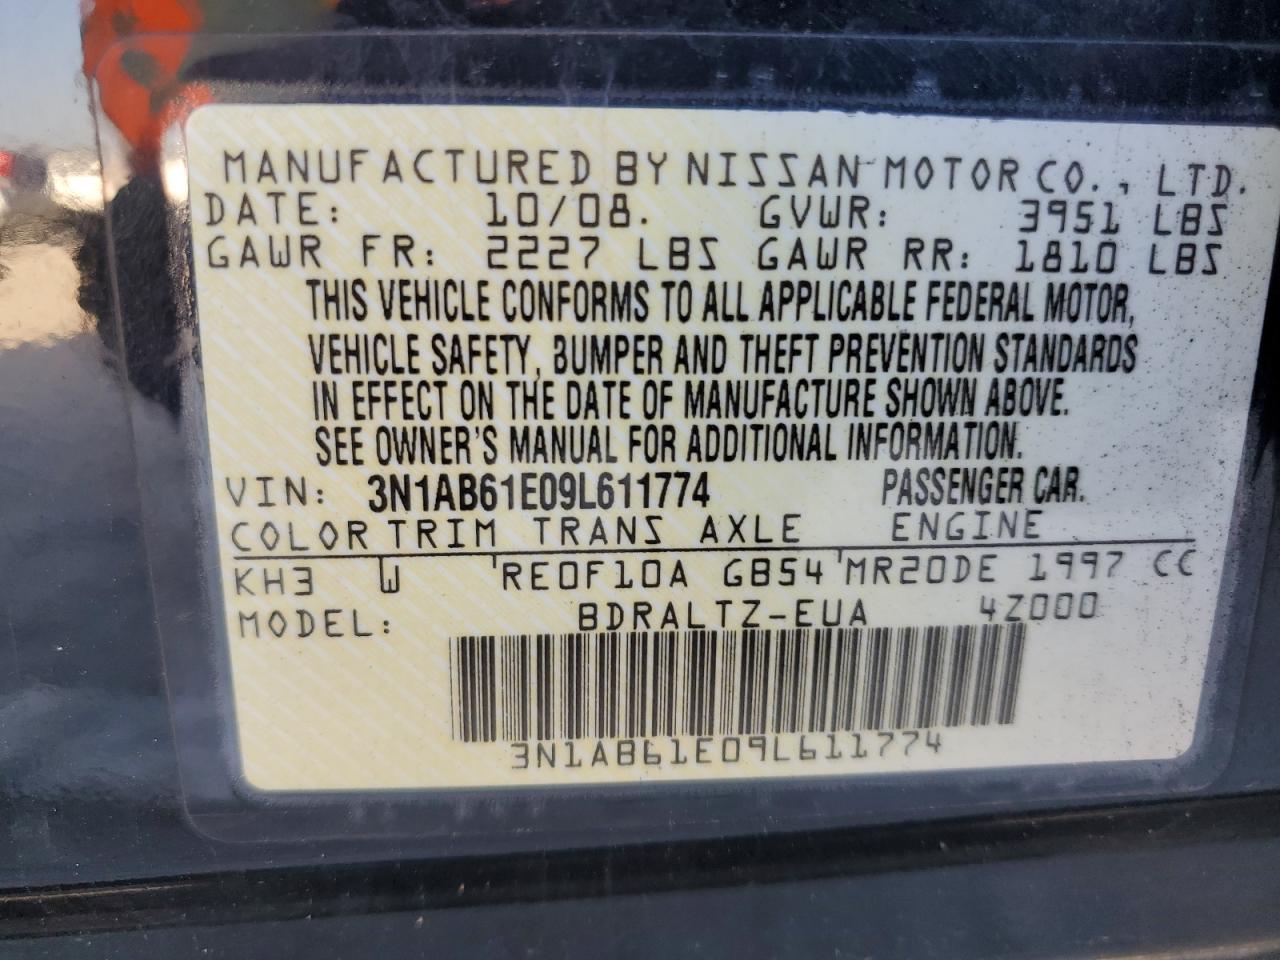 MANUFACTURED BY NISSAN MOTOR CO., LTD.
DATE: 10/08. GVWR: 3951 LBS
GAWR FR: 2227 LBS GAWR RR: 1810 LBS
THIS VEHICLE CONFORMS TO ALL APPLICABLE FEDERAL MOTOR,
VEHICLE SAFETY, BUMPER AND THEFT PREVENTION STANDARDS
IN EFFECT ON THE DATE OF MANUFACTURE SHOWN ABOVE.
SEE OWNER'S MANUAL FOR ADDITIONAL INFORMATION.
VIN: 3N1AB61E09L611774 PASSENGER CAR.
COLOR TRIM TRANS AXLE ENGINE
KH3 W RE0F10A GB54 MR20DE 1997 CC
MODEL: BDRALTZ-EUA 4Z000
3N1AB61E09L611774